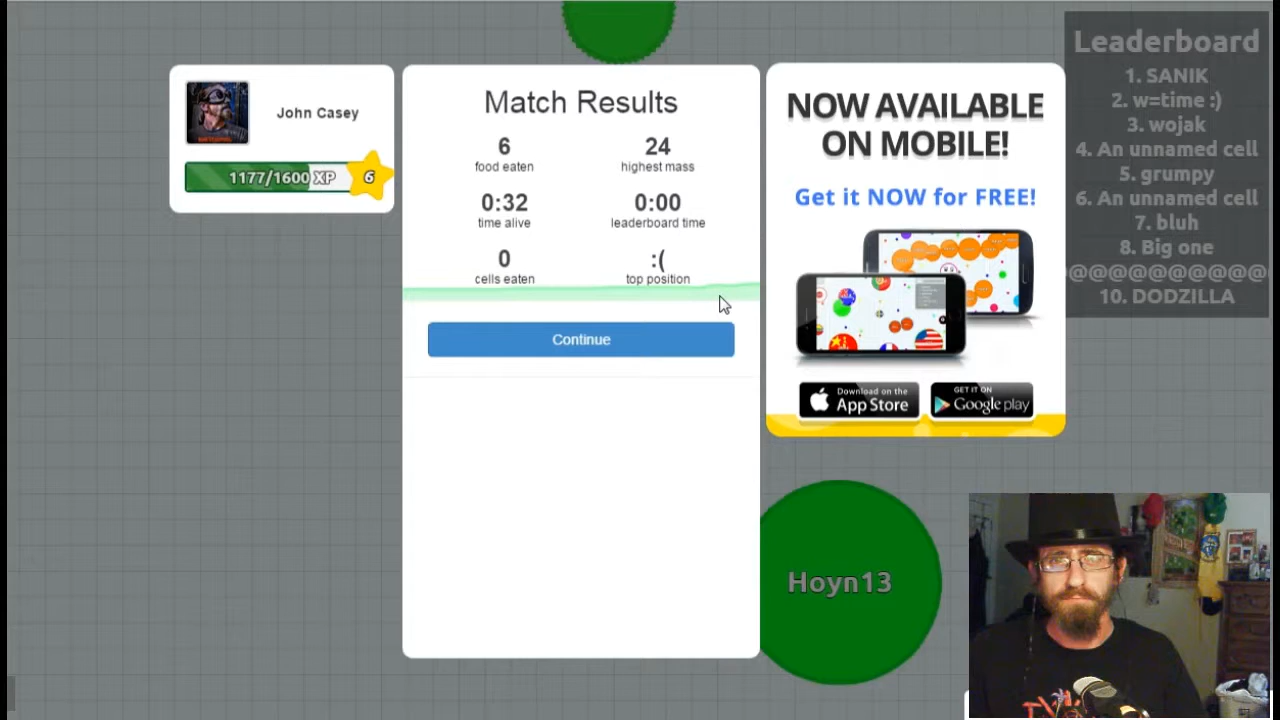 John Casey
1177/1600 XP
6
Match Results
6
food eaten
24
highest mass
0:32
time alive
0:00
leaderboard time
0
cells eaten
:(
top position
Continue
NOW AVAILABLE
ON MOBILE!
Get it NOW for FREE!
Download on the
App Store
GET IT ON
Google play
Leaderboard
1. SANIK
2. w=time :)
3. wojak
4. An unnamed cell
5. grumpy
6. An unnamed cell
7. bluh
8. Big one
@@@@@@@@@@
10. DODZILLA
Hoyn13